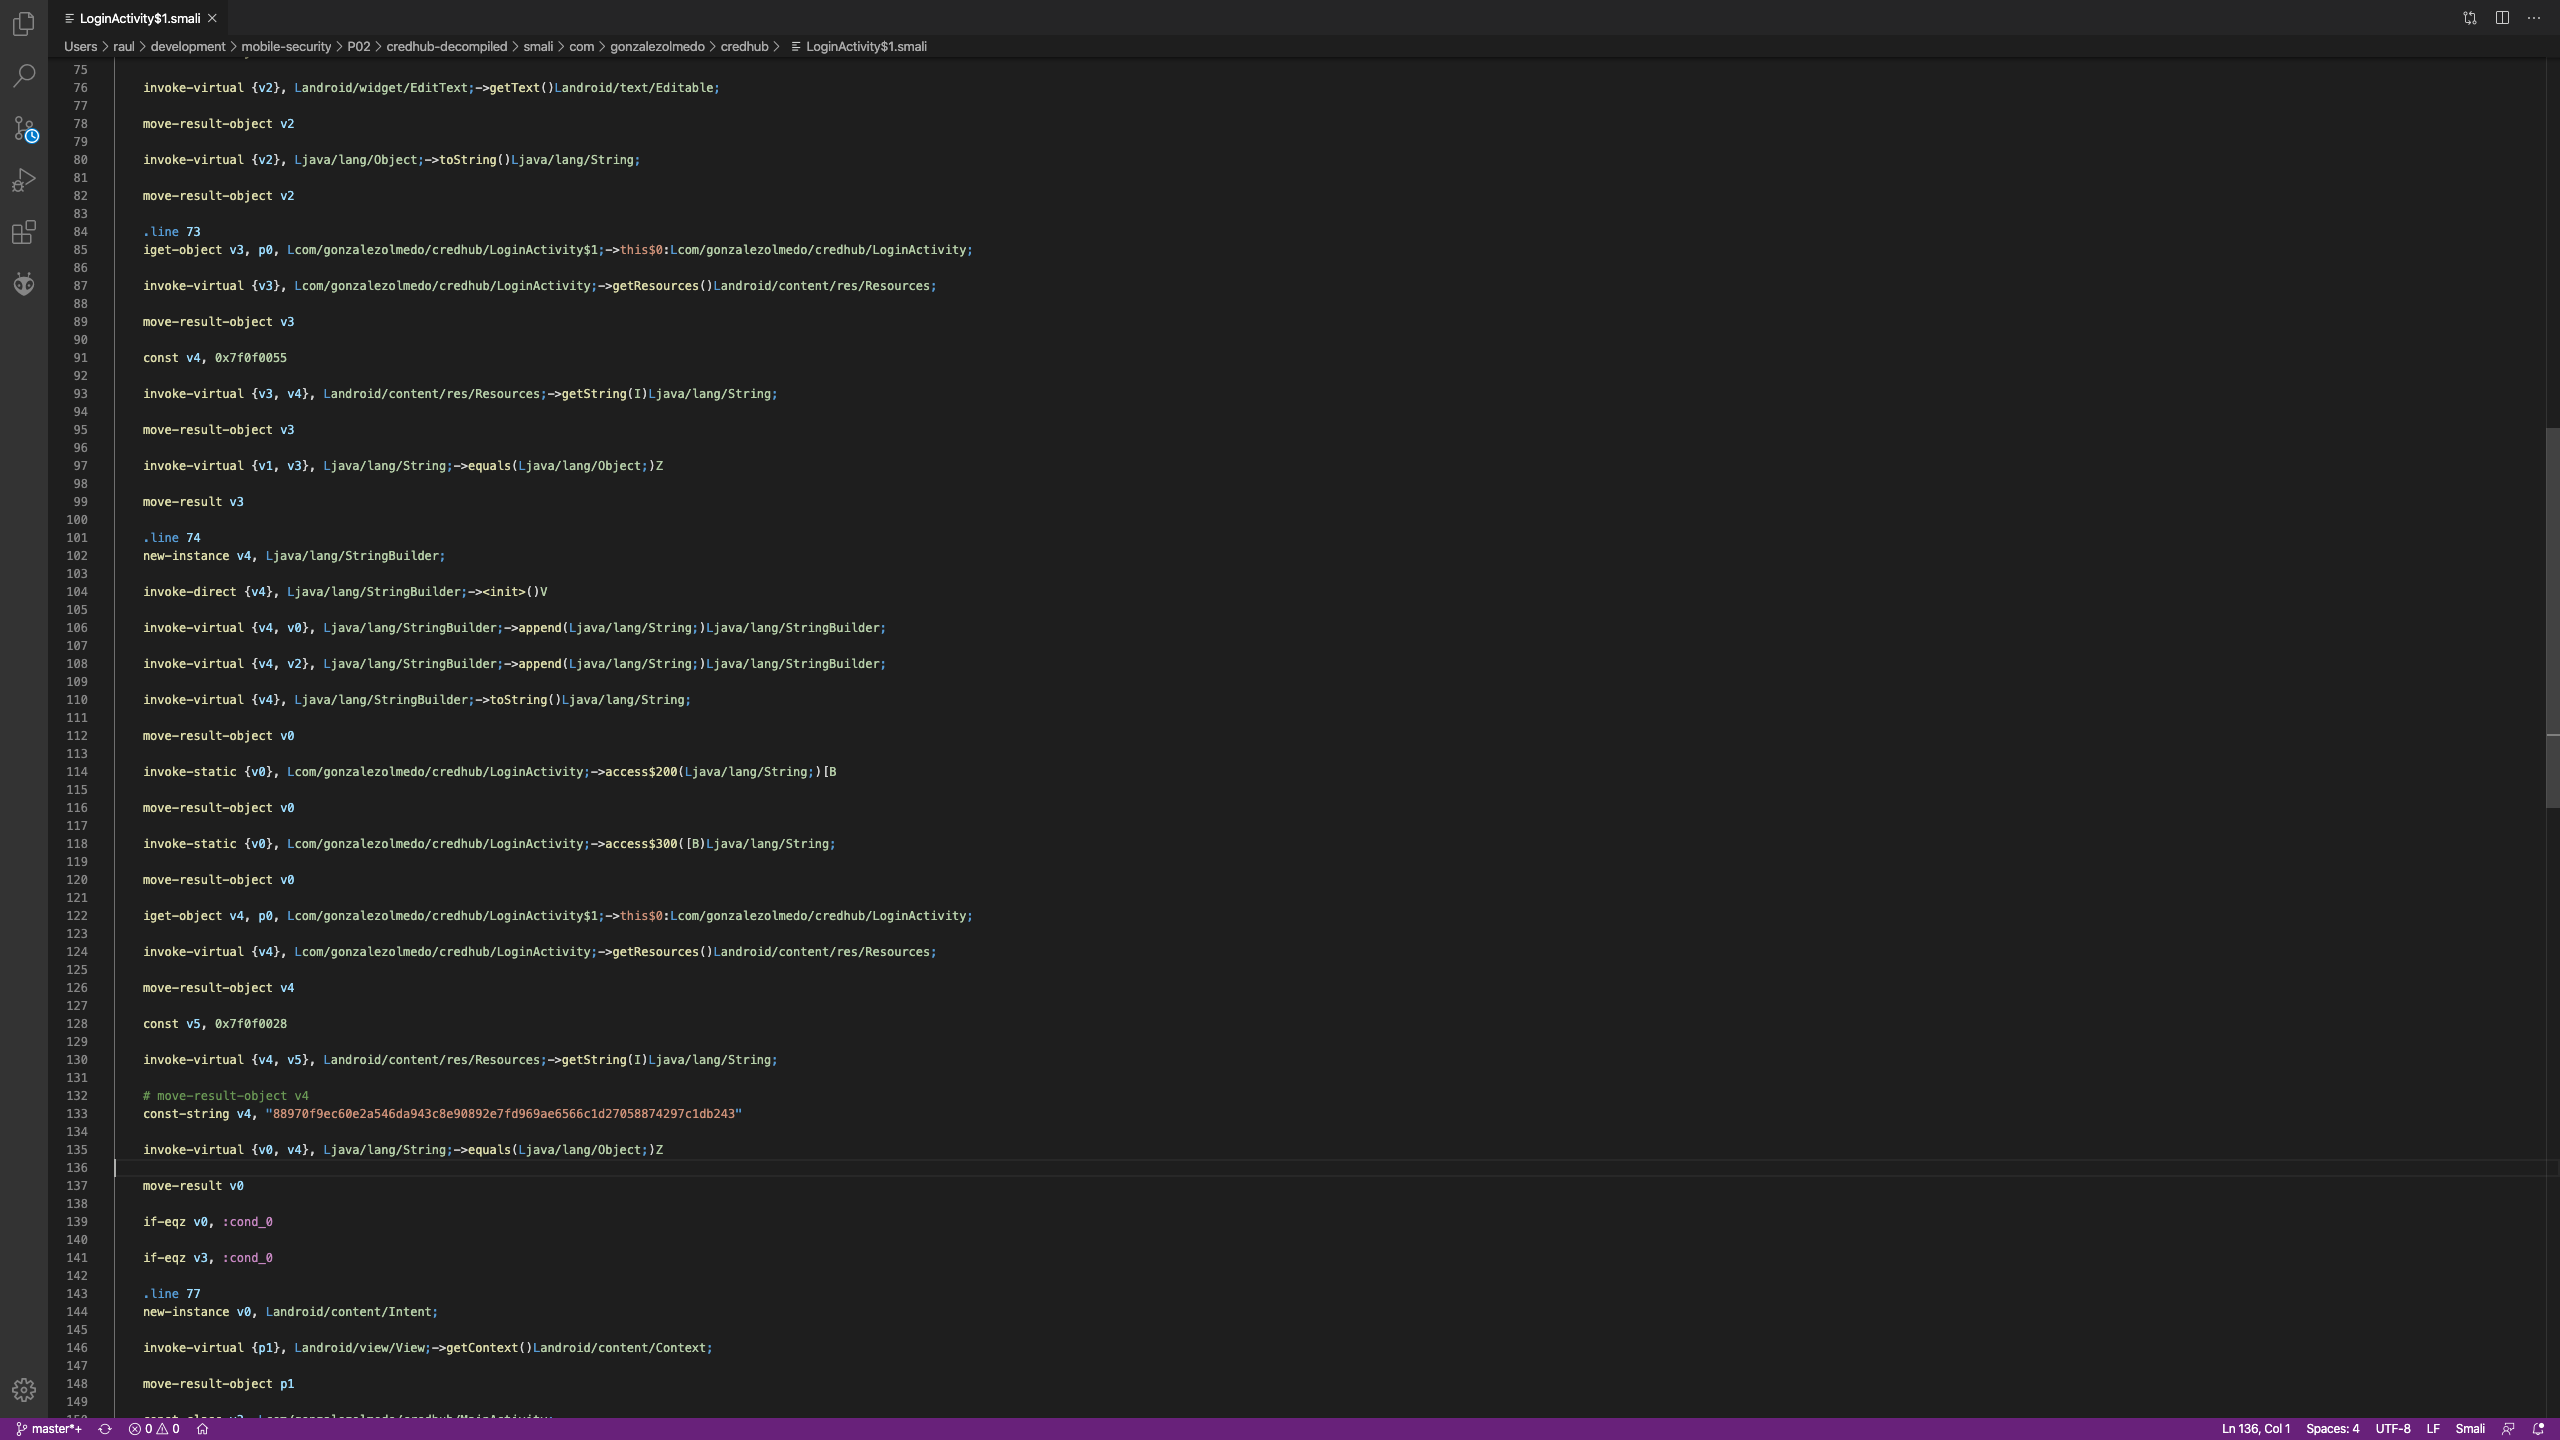 LoginActivity$1.smali
Users > raul > development > mobile-security > P02 > credhub-decompiled > smali > com > gonzalezolmedo > credhub > LoginActivity$1.smali
75
76 invoke-virtual {v2}, Landroid/widget/EditText;->getText()Landroid/text/Editable;
77
78 move-result-object v2
79
80 invoke-virtual {v2}, Ljava/lang/Object;->toString()Ljava/lang/String;
81
82 move-result-object v2
83
84 .line 73
85 iget-object v3, p0, Lcom/gonzalezolmedo/credhub/LoginActivity$1;->this$0:Lcom/gonzalezolmedo/credhub/LoginActivity;
86
87 invoke-virtual {v3}, Lcom/gonzalezolmedo/credhub/LoginActivity;->getResources()Landroid/content/res/Resources;
88
89 move-result-object v3
90
91 const v4, 0x7f0f0055
92
93 invoke-virtual {v3, v4}, Landroid/content/res/Resources;->getString(I)Ljava/lang/String;
94
95 move-result-object v3
96
97 invoke-virtual {v1, v3}, Ljava/lang/String;->equals(Ljava/lang/Object;)Z
98
99 move-result v3
100
101 .line 74
102 new-instance v4, Ljava/lang/StringBuilder;
103
104 invoke-direct {v4}, Ljava/lang/StringBuilder;-><init>()V
105
106 invoke-virtual {v4, v0}, Ljava/lang/StringBuilder;->append(Ljava/lang/String;)Ljava/lang/StringBuilder;
107
108 invoke-virtual {v4, v2}, Ljava/lang/StringBuilder;->append(Ljava/lang/String;)Ljava/lang/StringBuilder;
109
110 invoke-virtual {v4}, Ljava/lang/StringBuilder;->toString()Ljava/lang/String;
111
112 move-result-object v0
113
114 invoke-static {v0}, Lcom/gonzalezolmedo/credhub/LoginActivity;->access$200(Ljava/lang/String;)[B
115
116 move-result-object v0
117
118 invoke-static {v0}, Lcom/gonzalezolmedo/credhub/LoginActivity;->access$300([B)Ljava/lang/String;
119
120 move-result-object v0
121
122 iget-object v4, p0, Lcom/gonzalezolmedo/credhub/LoginActivity$1;->this$0:Lcom/gonzalezolmedo/credhub/LoginActivity;
123
124 invoke-virtual {v4}, Lcom/gonzalezolmedo/credhub/LoginActivity;->getResources()Landroid/content/res/Resources;
125
126 move-result-object v4
127
128 const v5, 0x7f0f0028
129
130 invoke-virtual {v4, v5}, Landroid/content/res/Resources;->getString(I)Ljava/lang/String;
131
132 # move-result-object v4
133 const-string v4, "88970f9ec60e2a546da943c8e90892e7fd969ae6566c1d27058874297c1db243"
134
135 invoke-virtual {v0, v4}, Ljava/lang/String;->equals(Ljava/lang/Object;)Z
136
137 move-result v0
138
139 if-eqz v0, :cond_0
140
141 if-eqz v3, :cond_0
142
143 .line 77
144 new-instance v0, Landroid/content/Intent;
145
146 invoke-virtual {p1}, Landroid/view/View;->getContext()Landroid/content/Context;
147
148 move-result-object p1
149
master*+ 0 0 Ln 136, Col 1 Spaces: 4 UTF-8 LF Smali